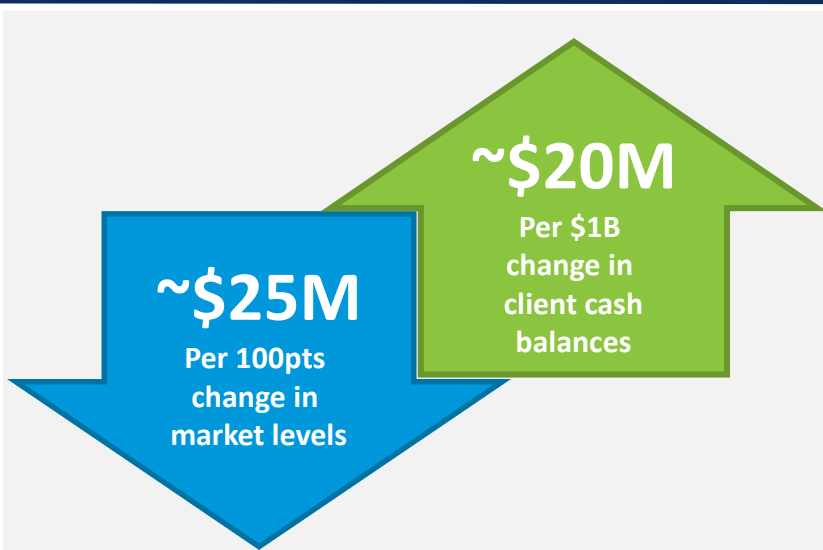 ~$20M
Per $1B
change in
client cash
balances
~$25M
Per 100pts
change in
market levels